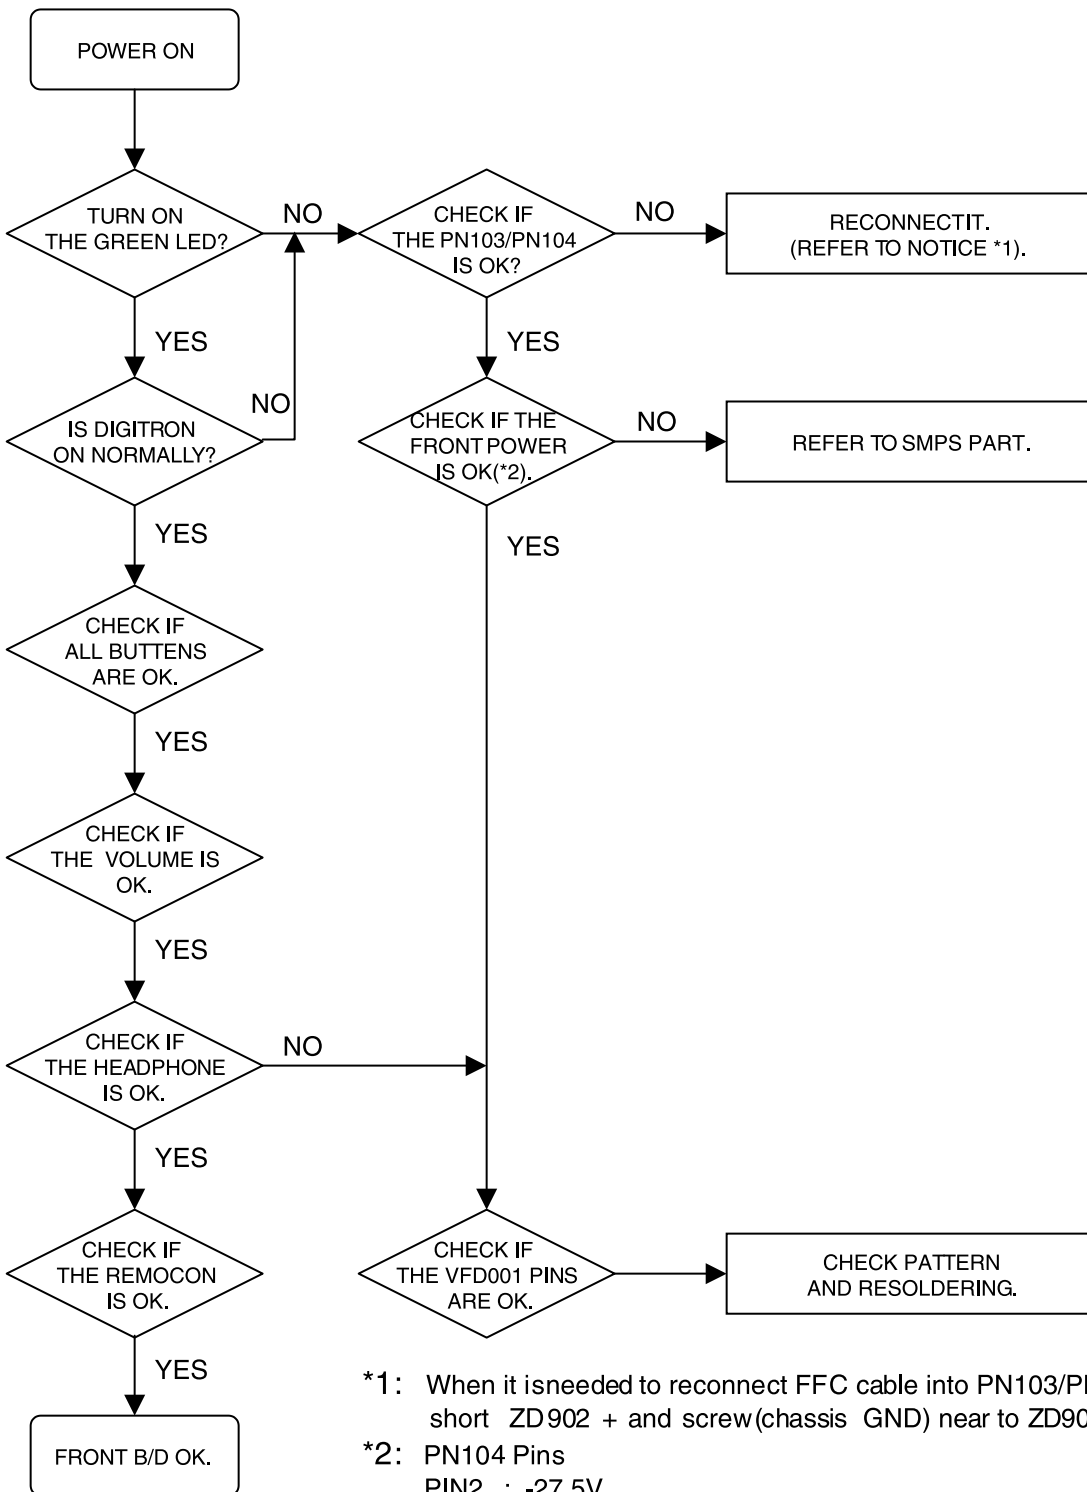 POWER ON
TURN ON
THE GREEN LED?
NO
CHECK IF
THE PN103/PN104
IS OK?
NO
RECONNECTIT.
(REFER TO NOTICE *1).
YES
YES
IS DIGITRON
ON NORMALLY?
NO
CHECK IF THE
FRONT POWER
IS OK(*2).
NO
REFER TO SMPS PART.
YES
YES
CHECK IF
ALL BUTTENS
ARE OK.
YES
CHECK IF
THE VOLUME IS
OK.
YES
CHECK IF
THE HEADPHONE
IS OK.
NO
YES
CHECK IF
THE REMOCON
IS OK.
CHECK IF
THE VFD001 PINS
ARE OK.
CHECK PATTERN
AND RESOLDERING.
YES
FRONT B/D OK.
*1: When it isneeded to reconnect FFC cable into PN103/
short ZD902 + and screw(chassis GND) near to
*2: PN104 Pins
PIN2 : -27.5V